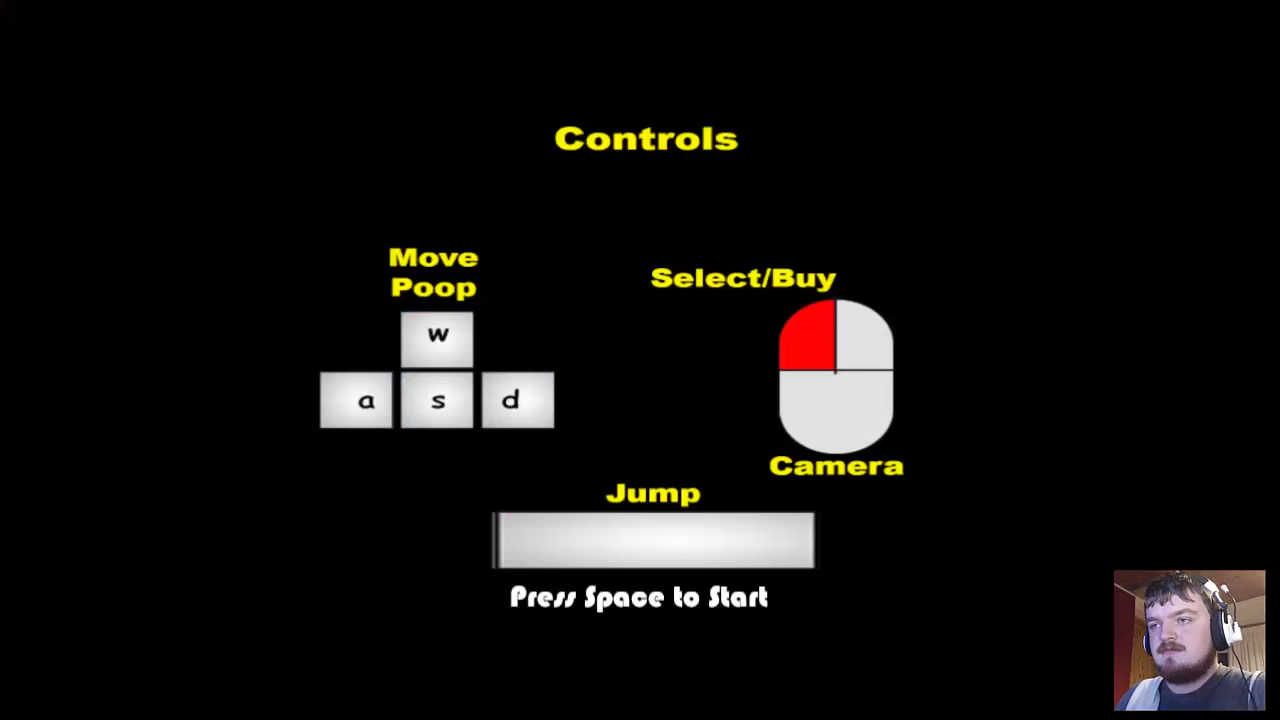 Controls
Move
Poop
w
a s d
Select/Buy
Camera
Jump
Press Space to Start